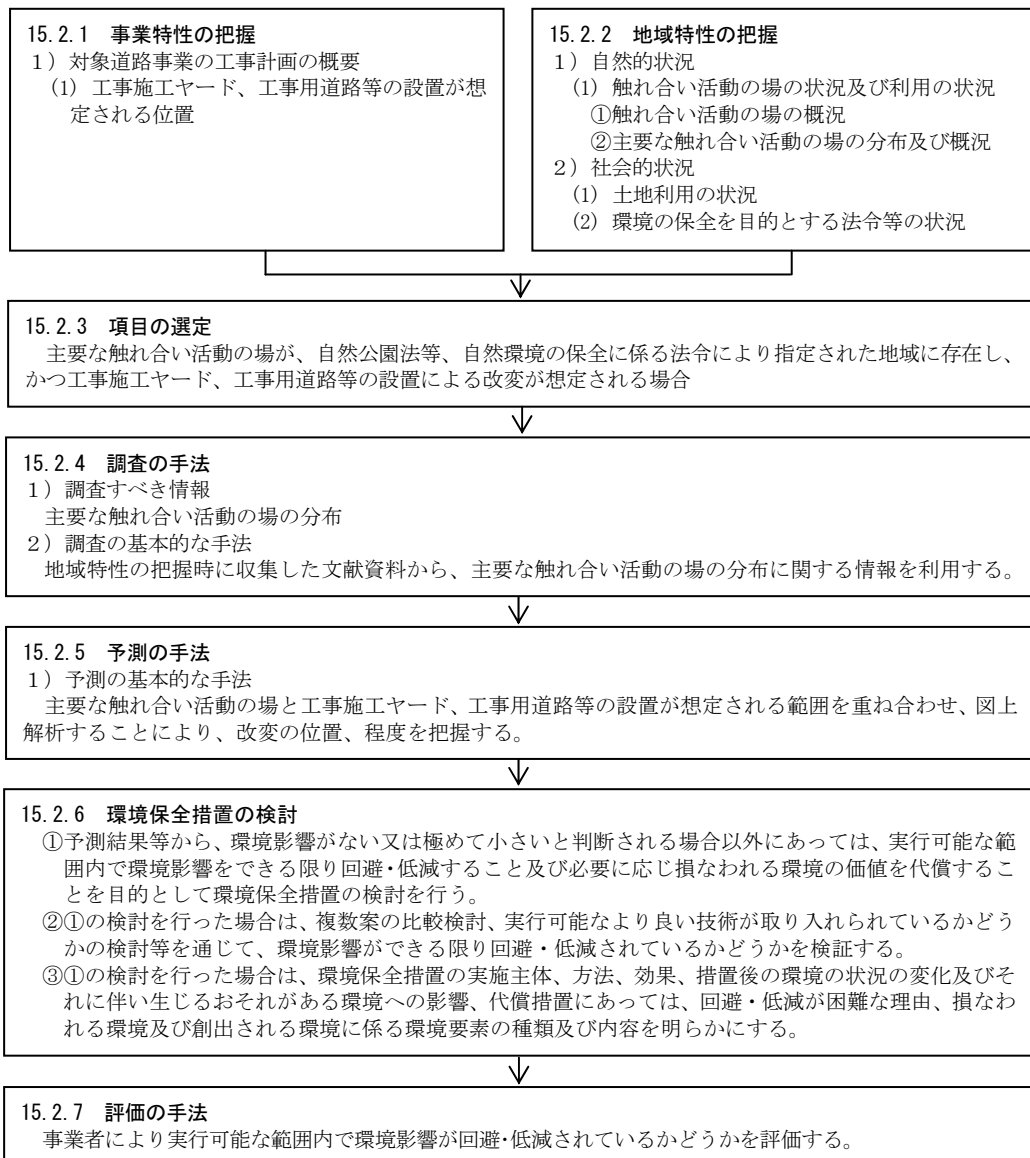 15.2.1 事業特性の把握
1）対象道路事業の工事計画の概要
(1) 工事施工ヤード、工事用道路等の設置が想
定される位置
15.2.2 地域特性の把握
1）自然的状況
(1) 触れ合い活動の場の状況及び利用の状況
①触れ合い活動の場の概況
②主要な触れ合い活動の場の分布及び概況
2）社会的状況
(1) 土地利用の状況
(2) 環境の保全を目的とする法令等の状況
15.2.3 項目の選定
主要な触れ合い活動の場が、自然公園法等、自然環境の保全に係る法令により指定された地域に存在し、
かつ工事施工ヤード、工事用道路等の設置による改変が想定される場合
15.2.4 調査の手法
1）調査すべき情報
主要な触れ合い活動の場の分布
2）調査の基本的な手法
地域特性の把握時に収集した文献資料から、主要な触れ合い活動の場の分布に関する情報を利用する。
15.2.5 予測の手法
1）予測の基本的な手法
主要な触れ合い活動の場と工事施工ヤード、工事用道路等の設置が想定される範囲を重ね合わせ、図上
解析することにより、改変の位置、程度を把握する。
15.2.6 環境保全措置の検討
①予測結果等から、環境影響がない又は極めて小さいと判断される場合以外にあっては、実行可能な範
囲内で環境影響をできる限り回避・低減すること及び必要に応じ損なわれる環境の価値を代償するこ
とを目的として環境保全措置の検討を行う。
②①の検討を行った場合は、複数案の比較検討、実行可能なより良い技術が取り入れられているかどう
かの検討等を通じて、環境影響ができる限り回避・低減されているかどうかを検証する。
③①の検討を行った場合は、環境保全措置の実施主体、方法、効果、措置後の環境の状況の変化及びそ
れに伴い生じるおそれがある環境への影響、代償措置にあっては、回避・低減が困難な理由、損なわ
れる環境及び創出される環境に係る環境要素の種類及び内容を明らかにする。
15.2.7 評価の手法
事業者により実行可能な範囲内で環境影響が回避・低減されているかどうかを評価する。